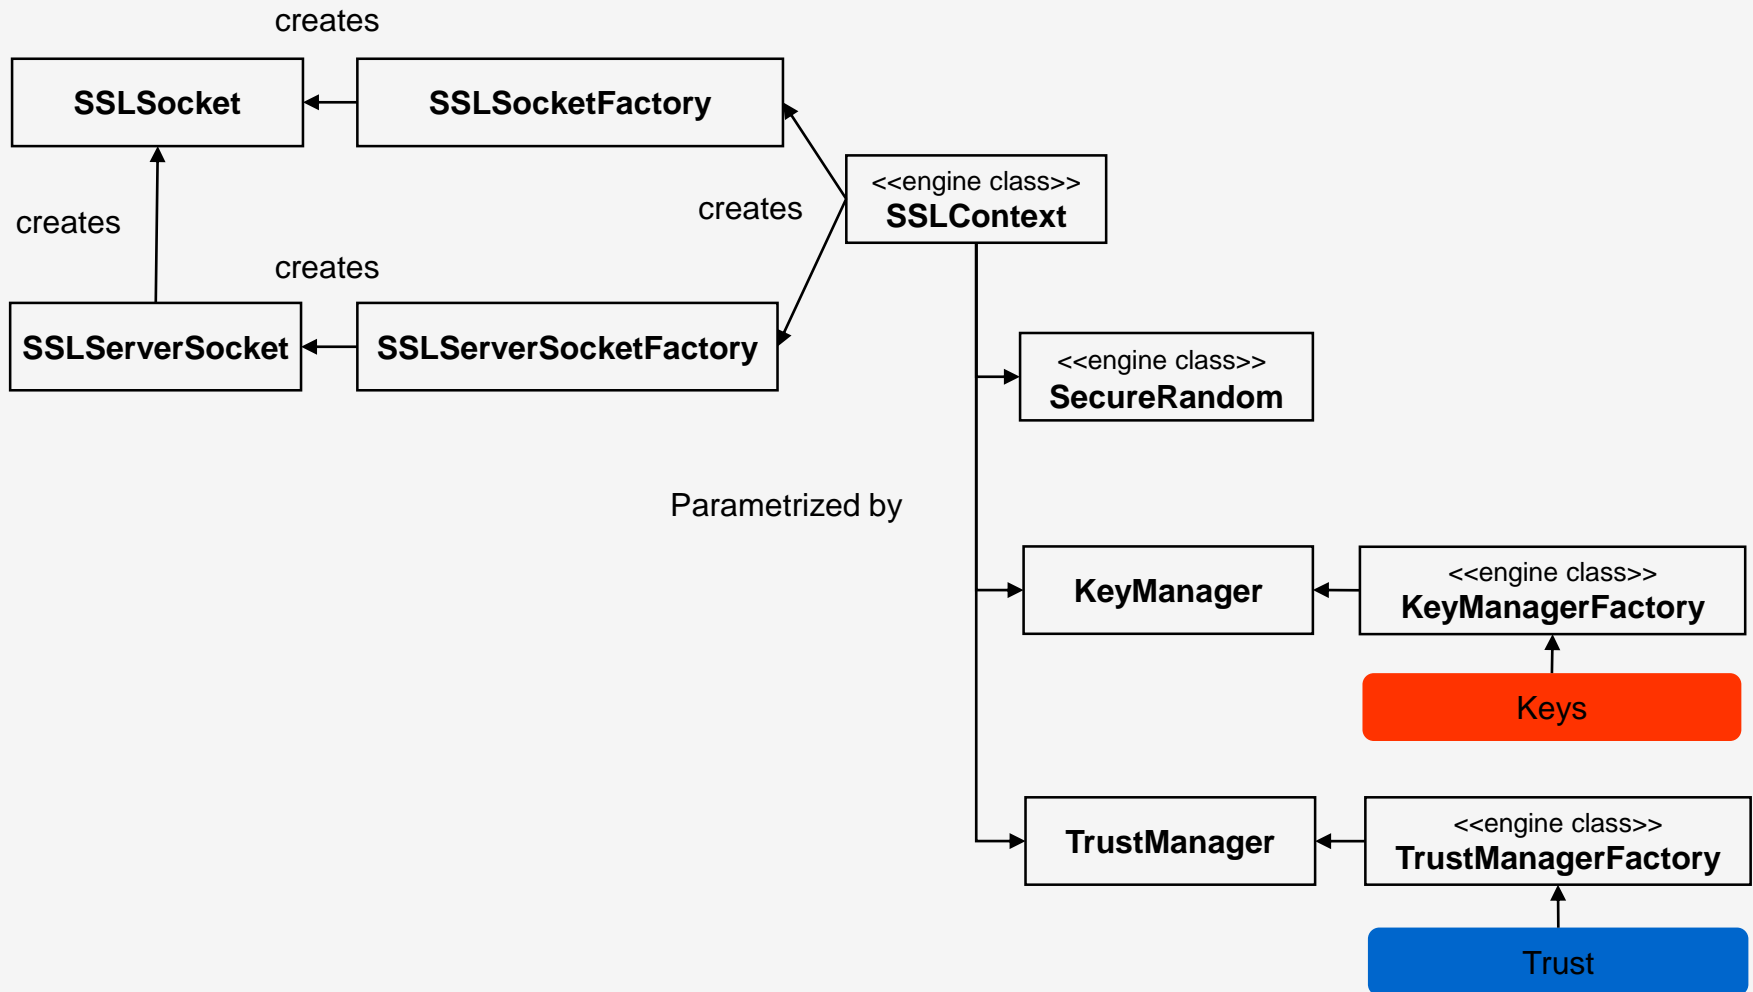 creates
SSLSocket
SSLSocketFactory
<<engine class>>
SSLContext
creates
creates
creates
SSLServerSocket
SSLServerSocketFactory
<<engine class>>
SecureRandom
Parametrized by
KeyManager
<<engine class>>
KeyManagerFactory
Keys
TrustManager
<<engine class>>
TrustManagerFactory
Trust